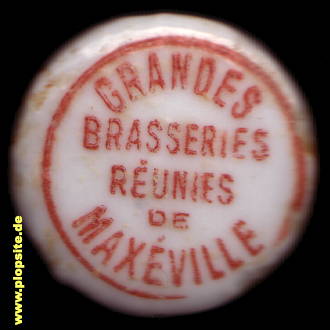 GRANDES
BRASSERIES
RÉUNIES
DE
MAXÉVILLE
www.plopsite.de